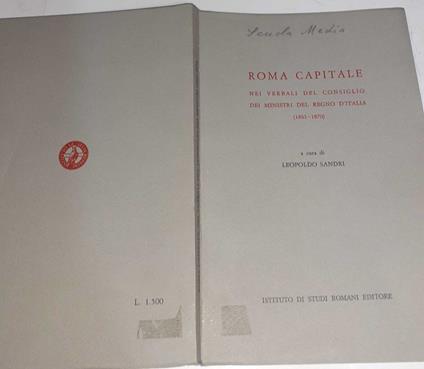 Scuola Media
ROMA CAPITALE
NEI VERBALI DEL CONSIGLIO
DEI MINISTRI DEL REGNO D'ITALIA
(1861-1870)
a cura di
LEOPOLDO SANDRI
ISTITUTO DI STUDI ROMANI EDITORE
L. 1.500